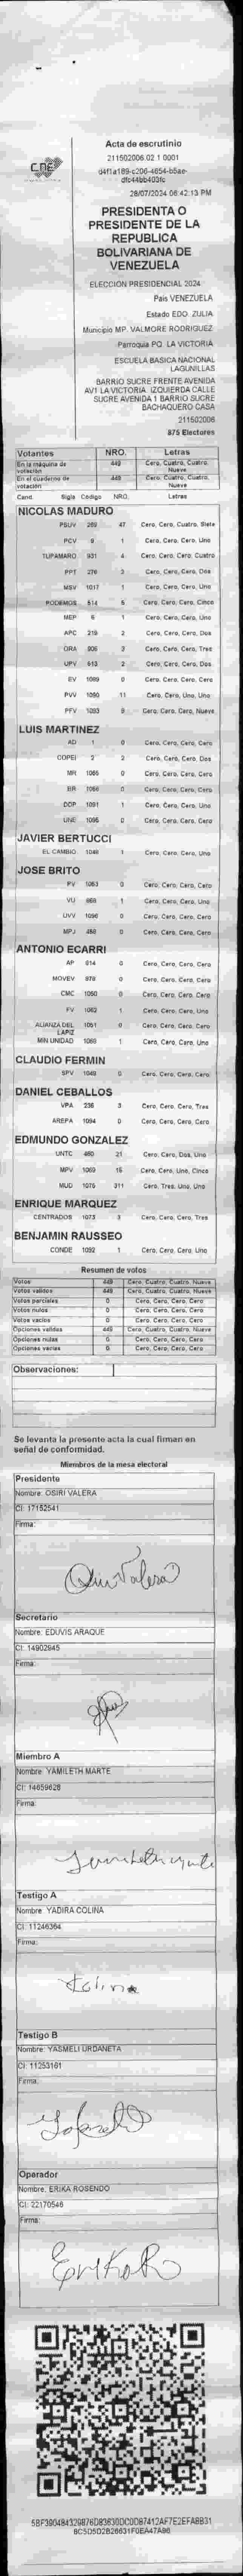 CNE
Acta de escrutinio
211502006.02.1.0001
d4f1a189-c206-4654-b5ae-
dfc44bb403fc
28/07/2024 06:42:13 PM
PRESIDENTA O
PRESIDENTE DE LA
REPUBLICA
BOLIVARIANA DE
VENEZUELA
ELECCION PRESIDENCIAL 2024
Pais VENEZUELA
Estado EDO. ZULIA
Municipio MP. VALMORE RODRIGUEZ
Parroquia PQ. LA VICTORIA
ESCUELA BASICA NACIONAL
LAGUNILLAS
BARRIO SUCRE FRENTE AVENIDA
AV1 LA VICTORIA. IZQUIERDA CALLE
SUCRE AVENIDA 1 BARRIO SUCRE
BACHAQUERO CASA
211502006
875 Electores
Votantes NRO. Letras
En la máquina de votación 449 Cero, Cuatro, Cuatro, Nueve
En el cuaderno de votación 449 Cero, Cuatro, Cuatro, Nueve
Cand. Sigla Codigo NRO. Letras
NICOLAS MADURO
PSUV 269 47 Cero, Cero, Cuatro, Siete
PCV 9 1 Cero, Cero, Cero, Uno
TUPAMARO 931 4 Cero, Cero, Cero, Cuatro
PPT 276 2 Cero, Cero, Cero, Dos
MSV 1017 1 Cero, Cero, Cero, Uno
PODEMOS 514 5 Cero, Cero, Cero, Cinco
MEP 6 1 Cero, Cero, Cero, Uno
APC 219 2 Cero, Cero, Cero, Dos
ORA 906 3 Cero, Cero, Cero, Tres
UPV 613 2 Cero, Cero, Cero, Dos
EV 1089 0 Cero, Cero, Cero, Cero
PVV 1090 11 Cero, Cero, Uno, Uno
PFV 1093 9 Cero, Cero, Cero, Nueve
LUIS MARTINEZ
AD 1 0 Cero, Cero, Cero, Cero
COPEI 2 2 Cero, Cero, Cero, Dos
MR 1065 0 Cero, Cero, Cero, Cero
BR 1066 0 Cero, Cero, Cero, Cero
DDP 1091 1 Cero, Cero, Cero, Uno
UNE 1095 0 Cero, Cero, Cero, Cero
JAVIER BERTUCCI
EL CAMBIO 1048 1 Cero, Cero, Cero, Uno
JOSE BRITO
PV 1063 0 Cero, Cero, Cero, Cero
VU 868 1 Cero, Cero, Cero, Uno
UVV 1096 0 Cero, Cero, Cero, Cero
MPJ 488 0 Cero, Cero, Cero, Cero
ANTONIO ECARRI
AP 914 0 Cero, Cero, Cero, Cero
MOVEV 979 0 Cero, Cero, Cero, Cero
CMC 1050 0 Cero, Cero, Cero, Cero
FV 1062 1 Cero, Cero, Cero, Uno
ALIANZA DEL LAPIZ 1051 0 Cero, Cero, Cero, Cero
MIN UNIDAD 1069 1 Cero, Cero, Cero, Uno
CLAUDIO FERMIN
SPV 1049 0 Cero, Cero, Cero, Cero
DANIEL CEBALLOS
VPA 236 3 Cero, Cero, Cero, Tres
AREPA 1094 0 Cero, Cero, Cero, Cero
EDMUNDO GONZALEZ
UNTC 460 21 Cero, Cero, Dos, Uno
MPV 1069 15 Cero, Cero, Uno, Cinco
MUD 1075 311 Cero, Tres, Uno, Uno
ENRIQUE MARQUEZ
CENTRADOS 1073 3 Cero, Cero, Cero, Tres
BENJAMIN RAUSSEO
CONDE 1092 1 Cero, Cero, Cero, Uno
Resumen de votos
Votos 449 Cero, Cuatro, Cuatro, Nueve
Votos validos 449 Cero, Cuatro, Cuatro, Nueve
Votos parciales 0 Cero, Cero, Cero, Cero
Votos nulos 0 Cero, Cero, Cero, Cero
Votos vacios 0 Cero, Cero, Cero, Cero
Opciones validas 449 Cero, Cuatro, Cuatro, Nueve
Opciones nulas 0 Cero, Cero, Cero, Cero
Opciones vacias 0 Cero, Cero, Cero, Cero
Observaciones:
Se levanta la presente acta la cual firman en
señal de conformidad.
Miembros de la mesa electoral
Presidente
Nombre: OSIRI VALERA
CI: 17152541
Firma:
Osiri Valera
Secretario
Nombre: EDUVIS ARAQUE
CI: 14902945
Firma:
Miembro A
Nombre: YAMILETH MARTE
CI: 14659628
Firma:
Testigo A
Nombre: YADIRA COLINA
CI: 11246364
Firma:
Testigo B
Nombre: YASMELI URDANETA
CI: 11253161
Firma:
Operador
Nombre: ERIKA ROSENDO
CI: 22170546
Firma:
Erika R